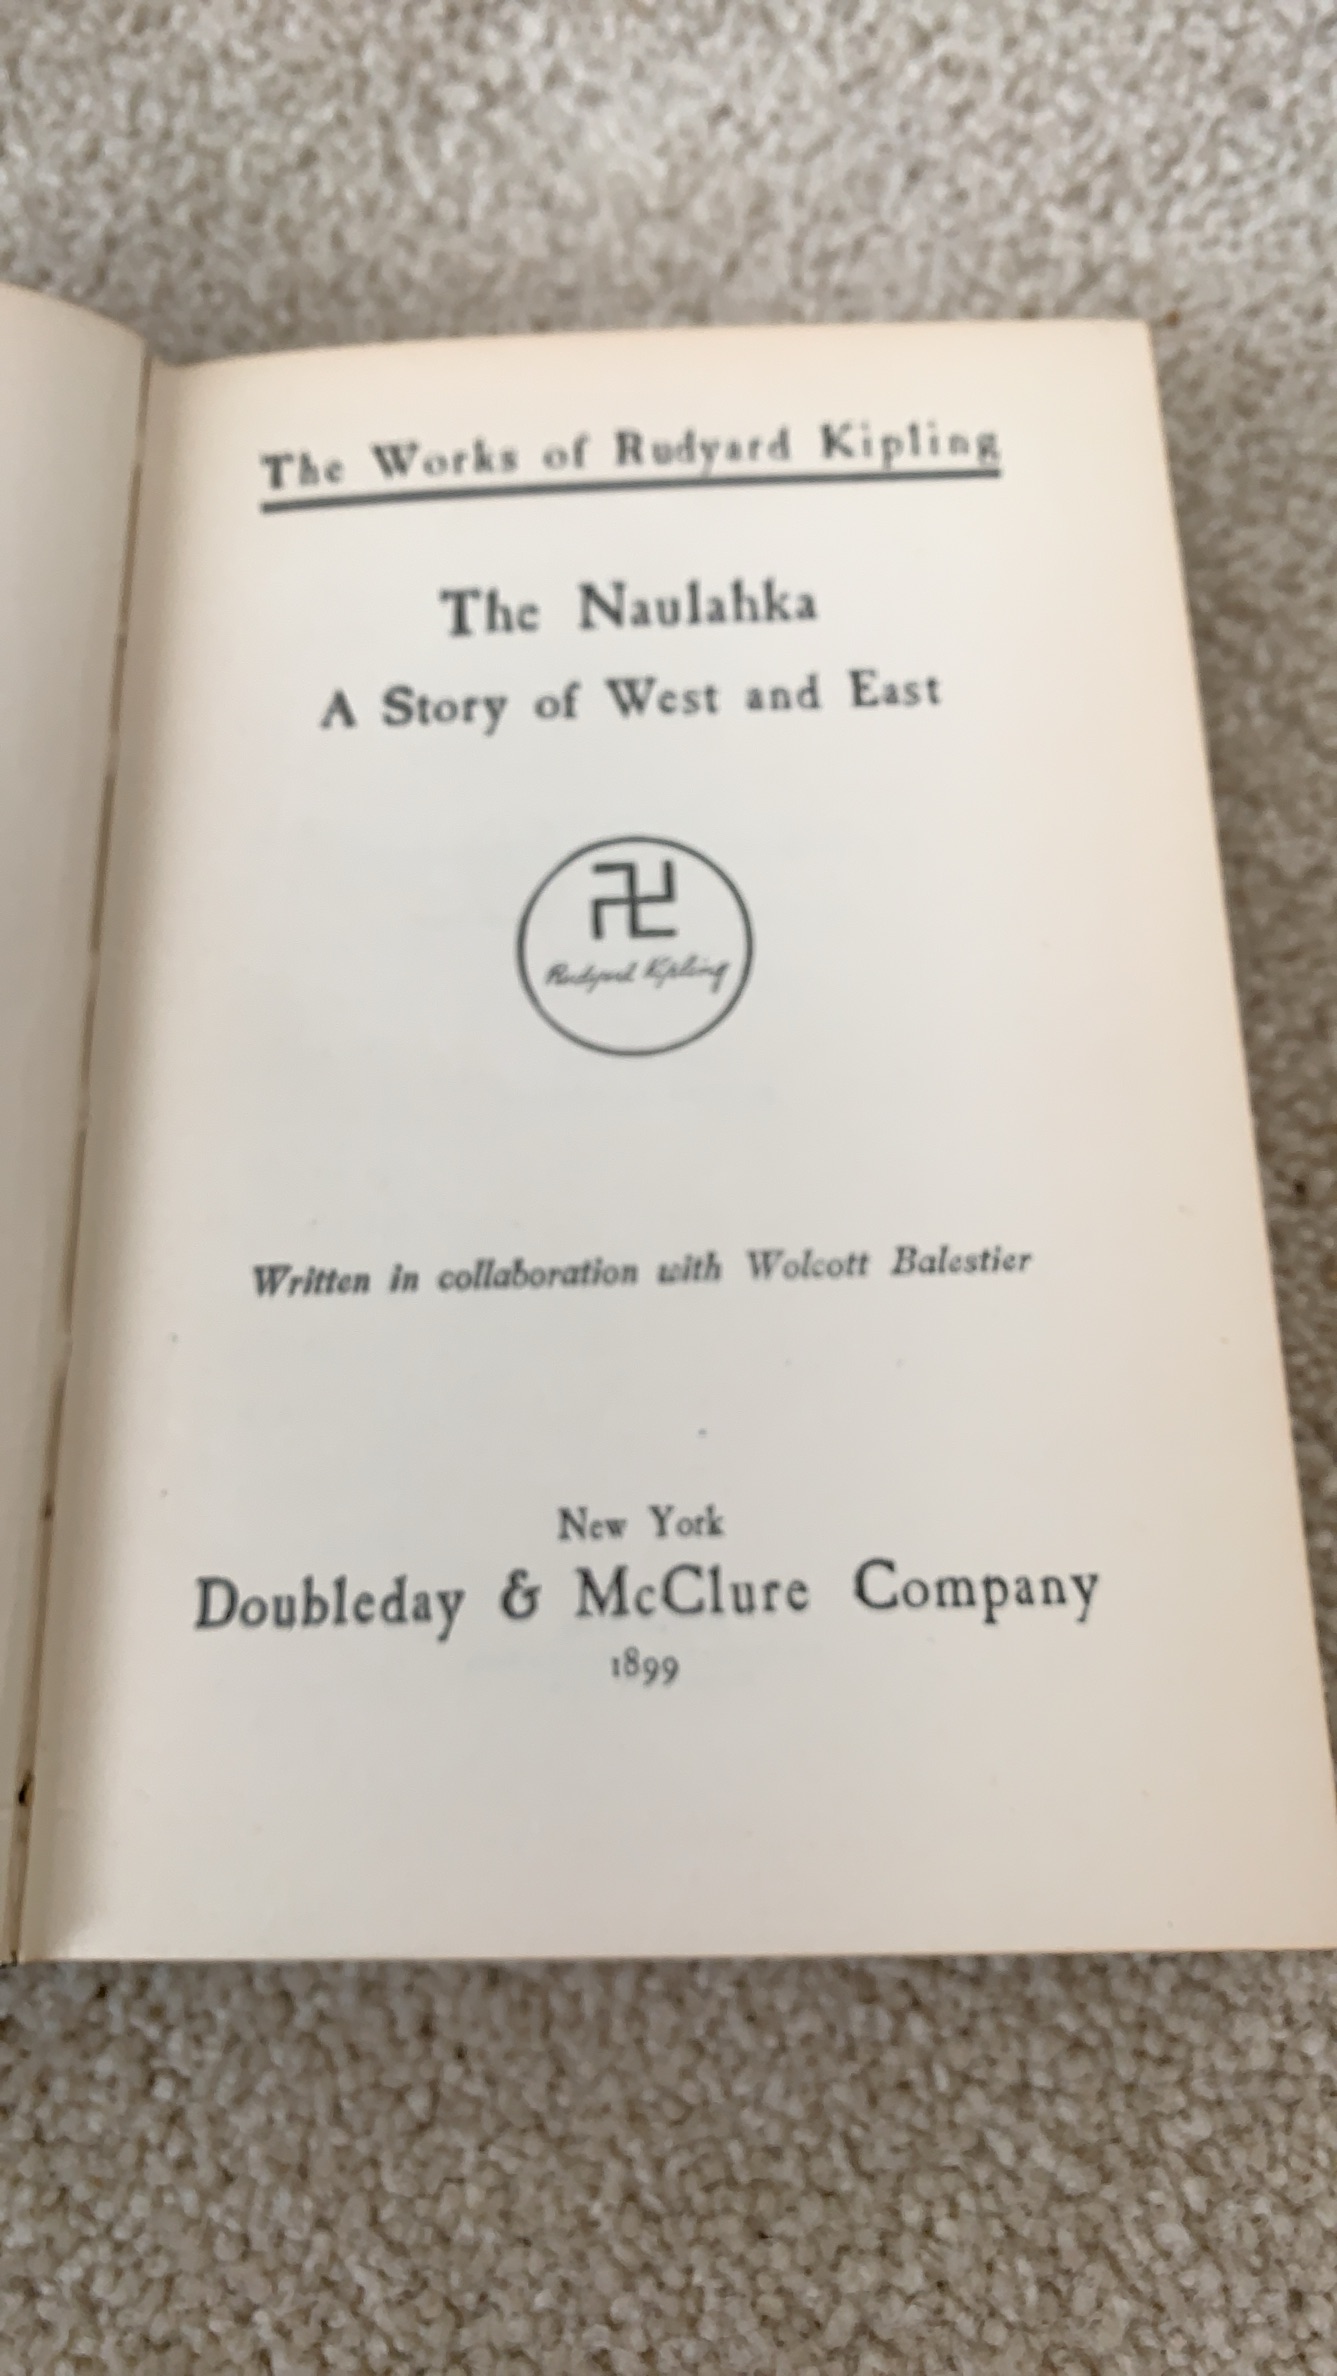 The Works of Rudyard Kipling
The Naulahka
A Story of West and East
卍
Rudyard Kipling
Written in collaboration with Wolcott Balestier
New York
Doubleday & McClure Company
1899